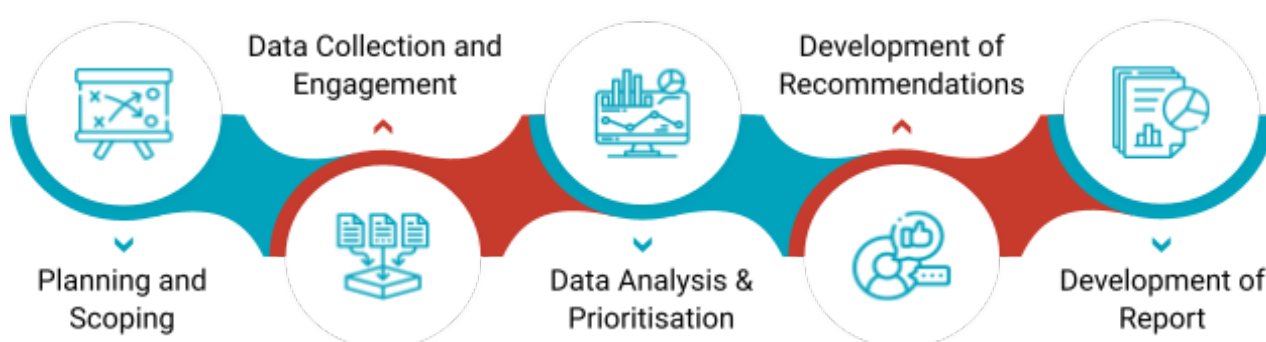 Planning and
Scoping
Data Collection and
Engagement
Data Analysis &
Prioritisation
Development of
Recommendations
Development of
Report